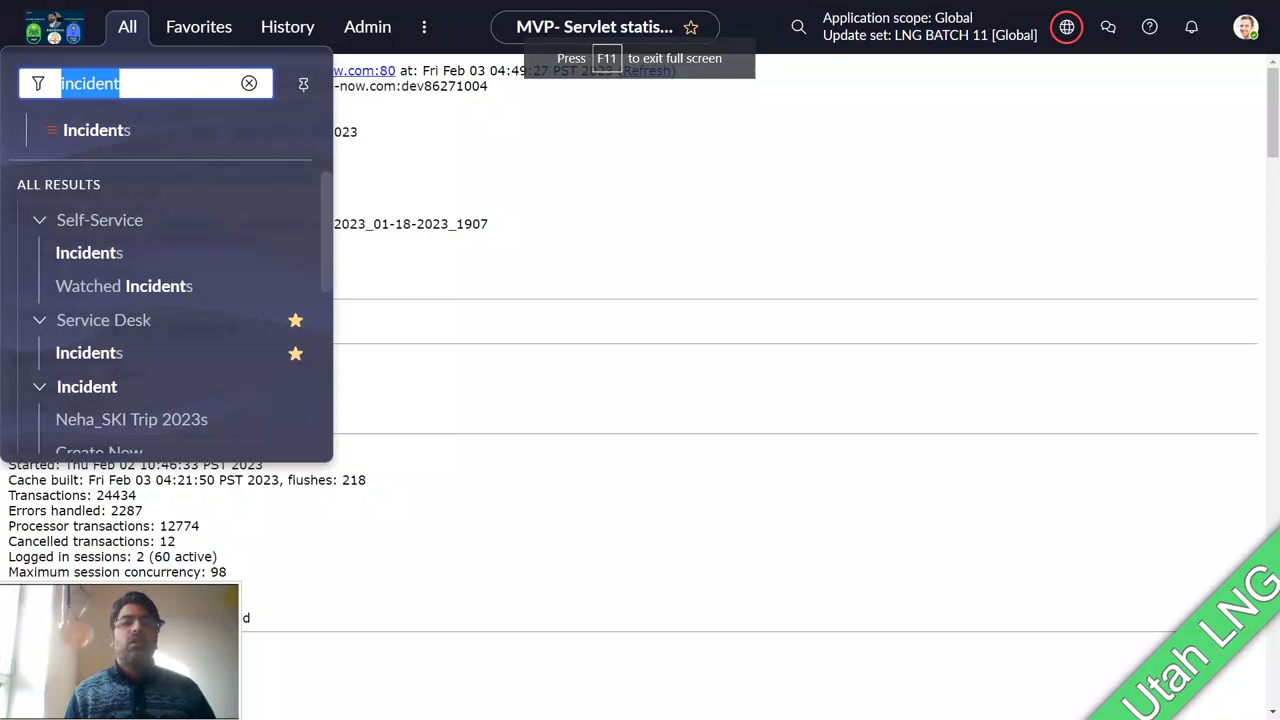 All
Favorites
History
Admin
MVP- Servlet statis...
Application scope: Global
Update set: LNG BATCH 11 [Global]
Press F11 to exit full screen
incident
w.com:80 at: Fri Feb 03 04:49:27 PST 2023 (Refresh)
-now.com:dev86271004
Incidents
023
ALL RESULTS
Self-Service
2023_01-18-2023_1907
Incidents
Watched Incidents
Service Desk
Incidents
Incident
Neha_SKI Trip 2023s
Create Now
Started: Thu Feb 02 10:46:33 PST 2023
Cache built: Fri Feb 03 04:21:50 PST 2023, flushes: 218
Transactions: 24434
Errors handled: 2287
Processor transactions: 12774
Cancelled transactions: 12
Logged in sessions: 2 (60 active)
Maximum session concurrency: 98
d
Utah LNG